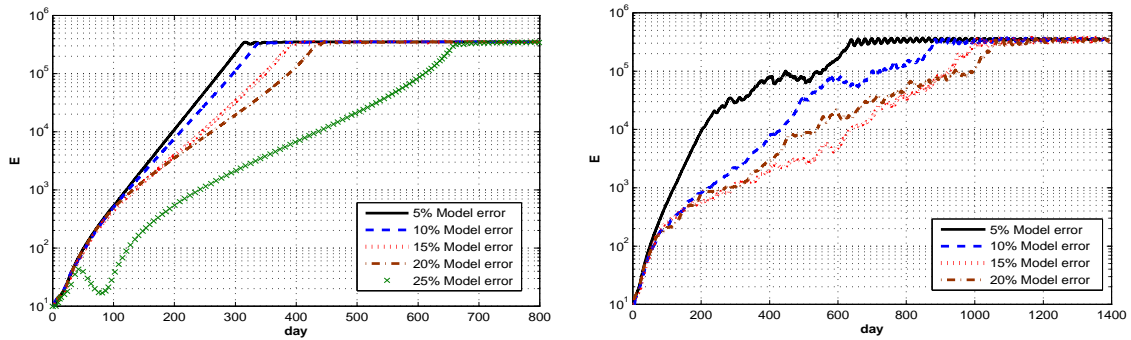 10^6
10^5
10^4
10^3
10^2
10^1
E
0 100 200 300 400 500 600 700 800
day
5% Model error
10% Model error
15% Model error
20% Model error
25% Model error
10^6
10^5
10^4
10^3
10^2
10^1
E
0 200 400 600 800 1000 1200 1400
day
5% Model error
10% Model error
15% Model error
20% Model error